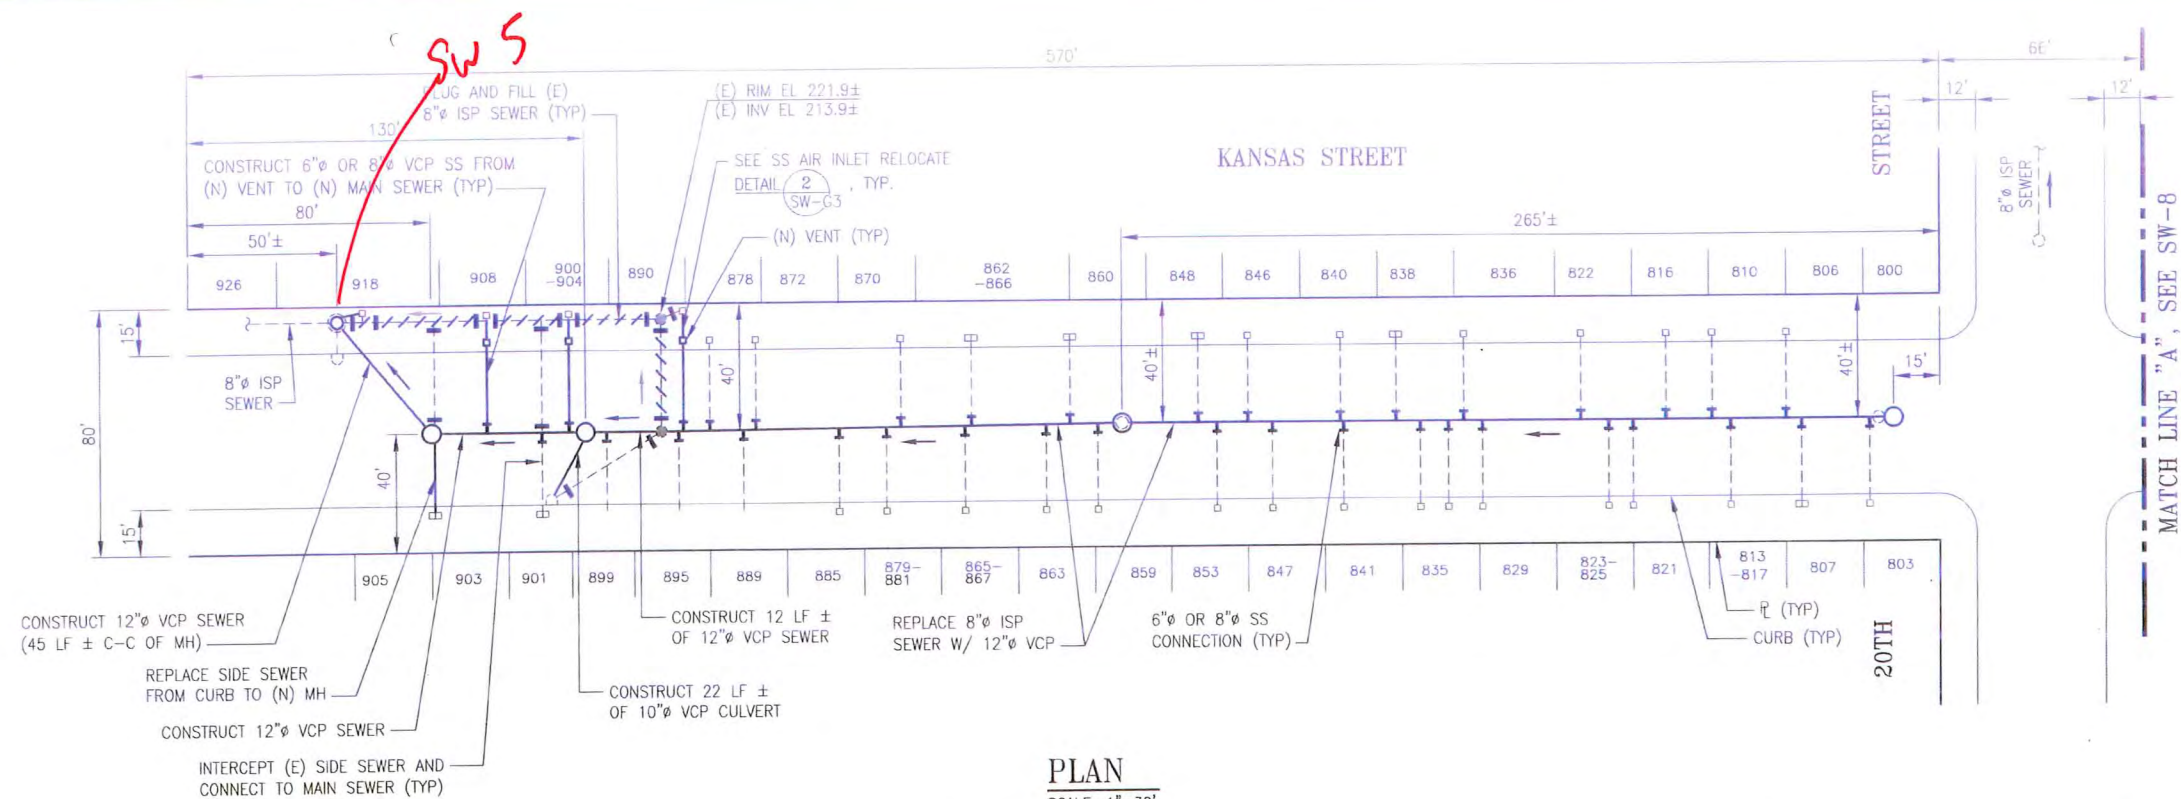 SW 5
570'
66'
PLUG AND FILL (E)
8"ø ISP SEWER (TYP)
(E) RIM EL 221.9±
(E) INV EL 213.9±
12'
12'
130'
CONSTRUCT 6"ø OR 8"ø VCP SS FROM
(N) VENT TO (N) MAIN SEWER (TYP)
SEE SS AIR INLET RELOCATE
DETAIL 2 , TYP.
SW-G3
KANSAS STREET
STREET
8"ø ISP
SEWER
80'
50'±
(N) VENT (TYP)
265'±
MATCH LINE "A", SEE SW-8
926
918
908
900
-904
890
878
872
870
862
-866
860
848
846
840
838
836
822
816
810
806
800
15'
8"ø ISP
SEWER
40'
40'±
40'±
15'
80'
40'
15'
905
903
901
899
895
889
885
879-
881
865-
867
863
859
853
847
841
835
829
823-
825
821
813
-817
807
803
CONSTRUCT 12"ø VCP SEWER
(45 LF ± C-C OF MH)
CONSTRUCT 12 LF ±
OF 12"ø VCP SEWER
REPLACE 8"ø ISP
SEWER W/ 12"ø VCP
6"ø OR 8"ø SS
CONNECTION (TYP)
PL (TYP)
CURB (TYP)
20TH
REPLACE SIDE SEWER
FROM CURB TO (N) MH
CONSTRUCT 22 LF ±
OF 10"ø VCP CULVERT
CONSTRUCT 12"ø VCP SEWER
INTERCEPT (E) SIDE SEWER AND
CONNECT TO MAIN SEWER (TYP)
PLAN